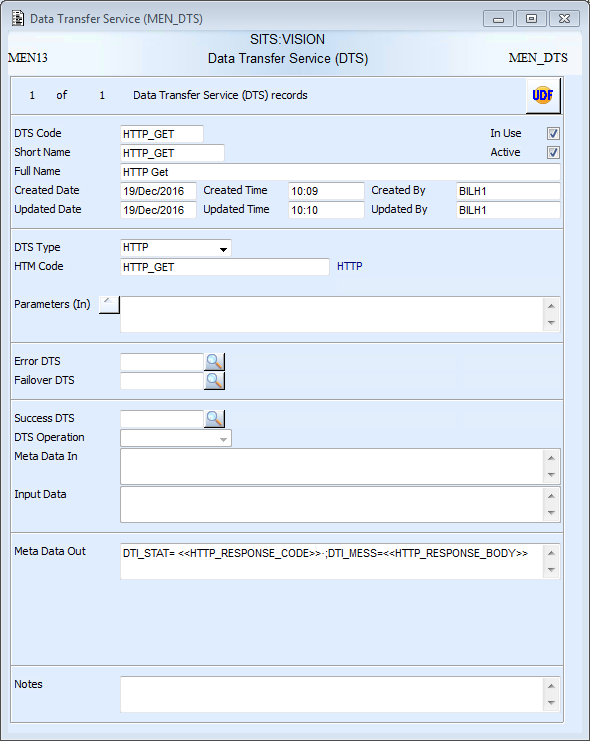 Data Transfer Service (MEN_DTS)
SITS:VISION
MEN13 Data Transfer Service (DTS) MEN_DTS
1 of 1 Data Transfer Service (DTS) records UDF
DTS Code HTTP_GET In Use
Short Name HTTP_GET Active
Full Name HTTP Get
Created Date 19/Dec/2016 Created Time 10:09 Created By BILH1
Updated Date 19/Dec/2016 Updated Time 10:10 Updated By BILH1
DTS Type HTTP
HTM Code HTTP_GET HTTP
Parameters (In)
Error DTS
Failover DTS
Success DTS
DTS Operation
Meta Data In
Input Data
Meta Data Out DTI_STAT= <<HTTP_RESPONSE_CODE>>·;DTI_MESS=<<HTTP_RESPONSE_BODY>>
Notes